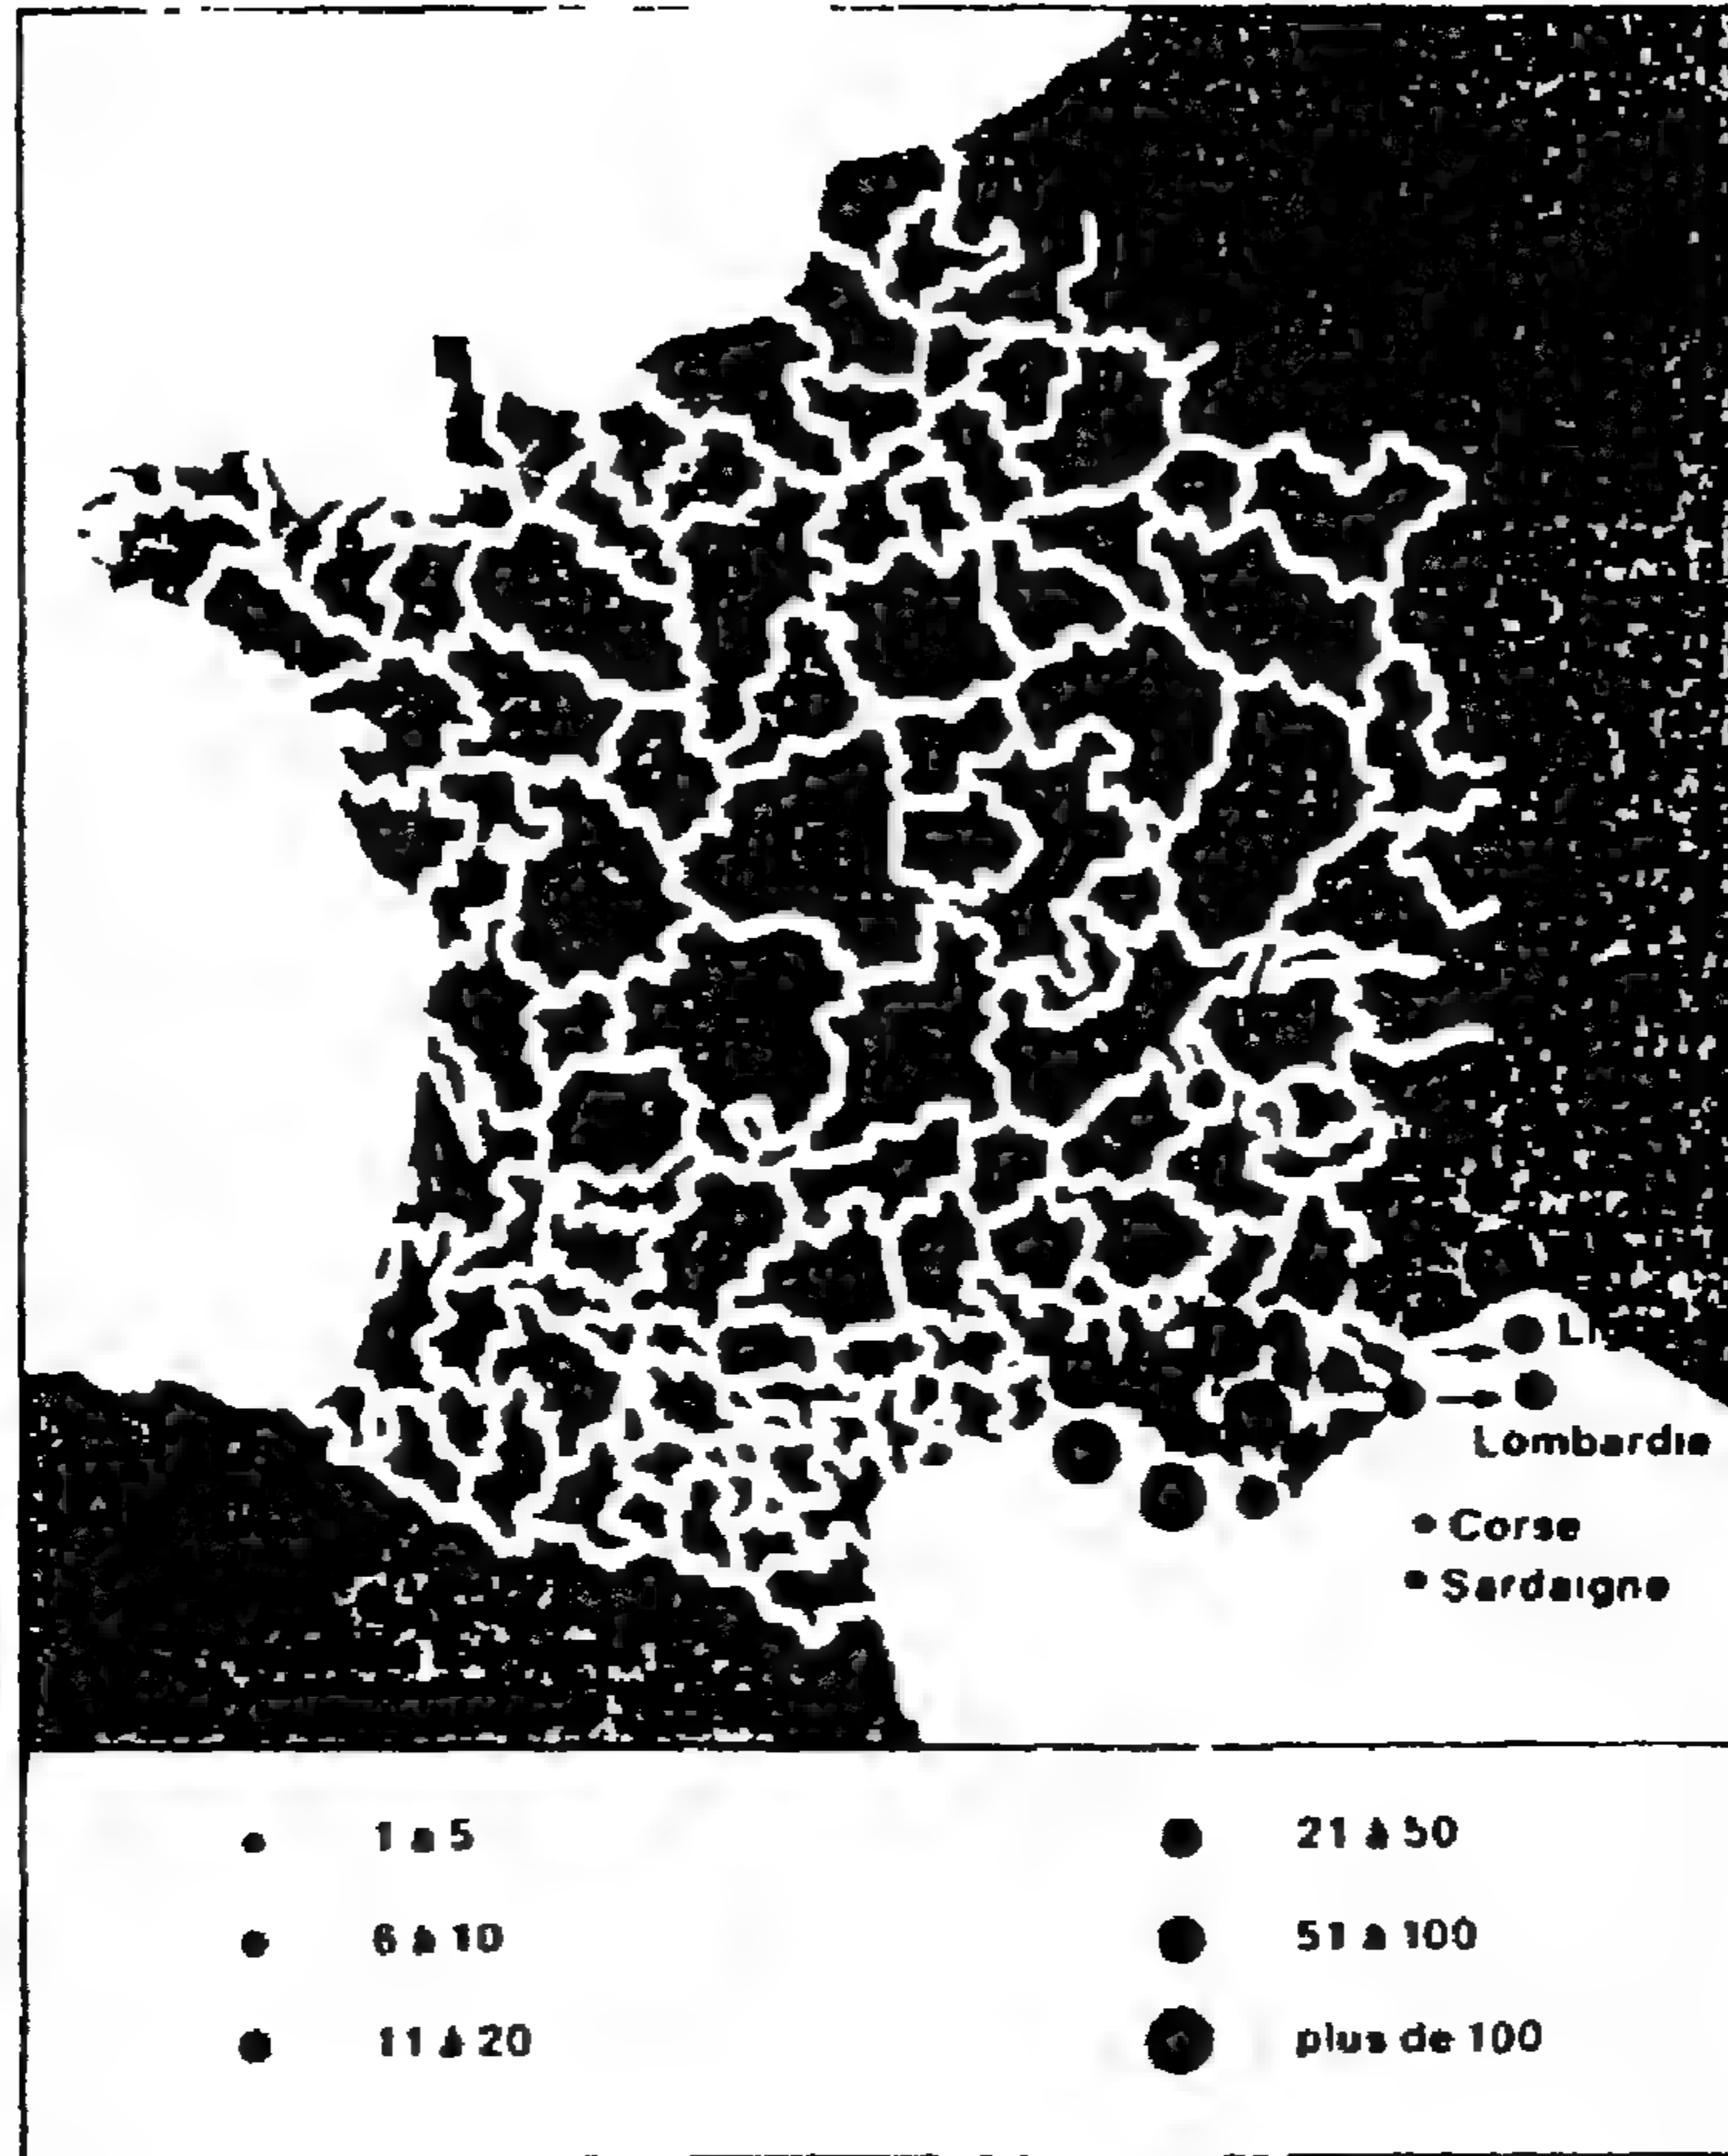 Lombardie
Corse
Sardaigne
1 à 5
21 à 50
6 à 10
51 à 100
11 à 20
plus de 100